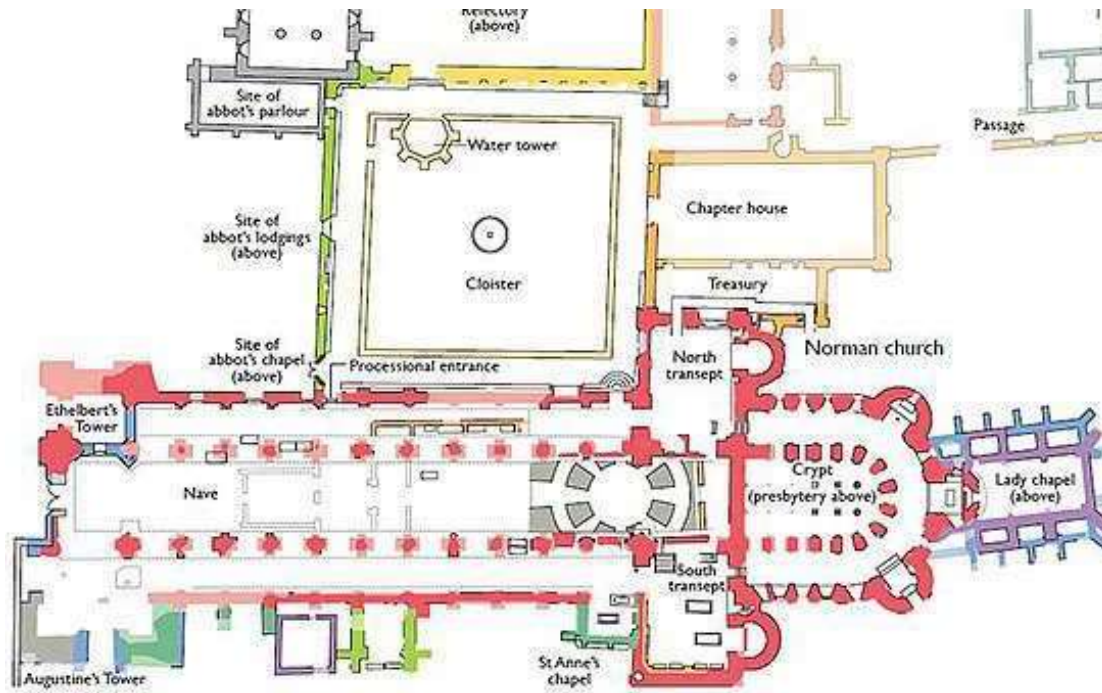 Refectory
(above)
Site of
abbot's parlour
Water tower
Passage
Chapter house
Site of
abbot's lodgings
(above)
Cloister
Treasury
Site of
abbot's chapel
(above)
Processional entrance
North
transept
Norman church
Ethelbert's
Tower
Nave
Crypt
(presbytery above)
Lady chapel
(above)
South
transept
St Anne's
chapel
Augustine's Tower